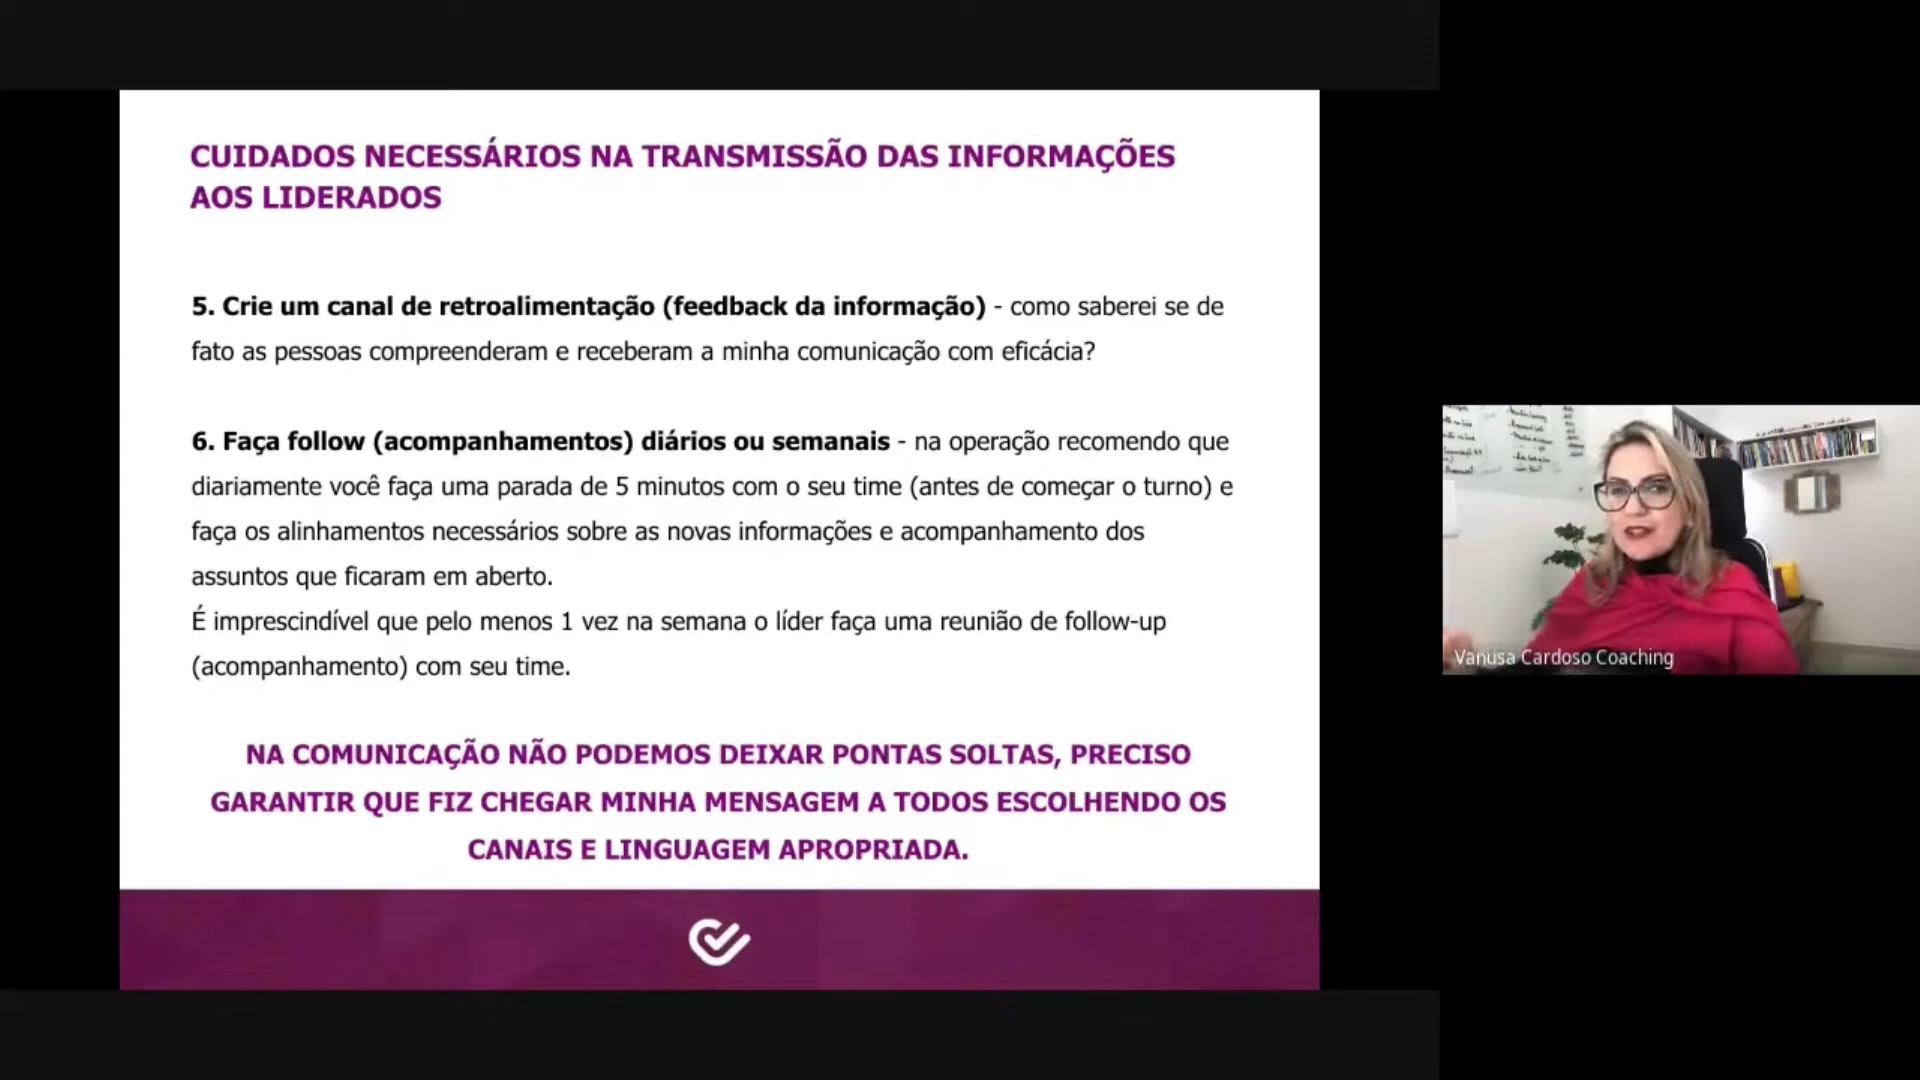 CUIDADOS NECESSÁRIOS NA TRANSMISSÃO DAS INFORMAÇÕES
AOS LIDERADOS
5. Crie um canal de retroalimentação (feedback da informação) - como saberei se de
fato as pessoas compreenderam e receberam a minha comunicação com eficácia?
6. Faça follow (acompanhamentos) diários ou semanais - na operação recomendo que
diariamente você faça uma parada de 5 minutos com o seu time (antes de começar o turno) e
faça os alinhamentos necessários sobre as novas informações e acompanhamento dos
assuntos que ficaram em aberto.
É imprescindível que pelo menos 1 vez na semana o líder faça uma reunião de follow-up
(acompanhamento) com seu time.
NA COMUNICAÇÃO NÃO PODEMOS DEIXAR PONTAS SOLTAS, PRECISO
GARANTIR QUE FIZ CHEGAR MINHA MENSAGEM A TODOS ESCOLHENDO OS
CANAIS E LINGUAGEM APROPRIADA.
Vanusa Cardoso Coaching